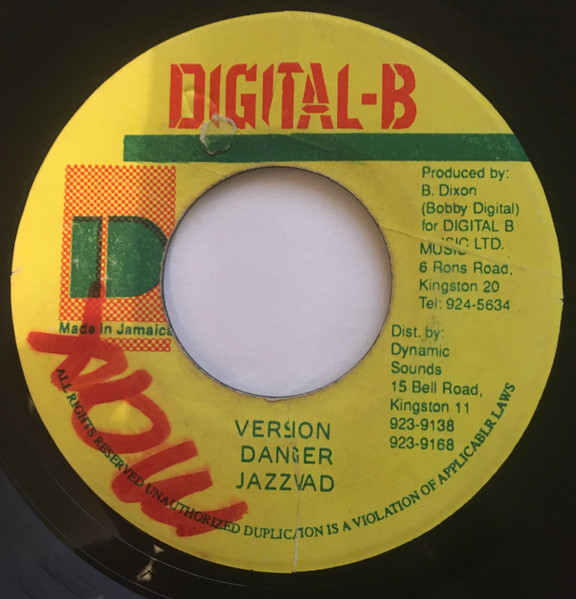 DIGITAL-B
Produced by:
B. Dixon
(Bobby Digital)
for DIGITAL B
MUSIC LTD.
6 Rons Road,
Kingston 20
Tel: 924-5634
D
Made in Jamaica
Dist. by:
Dynamic
Sounds
15 Bell Road,
Kingston 11
923-9138
923-9168
VERSION
DANGER
JAZZWAD
ALL RIGHTS RESERVED UNAUTHORIZED DUPLICATION IS A VIOLATION OF APPLICABLR LAWS